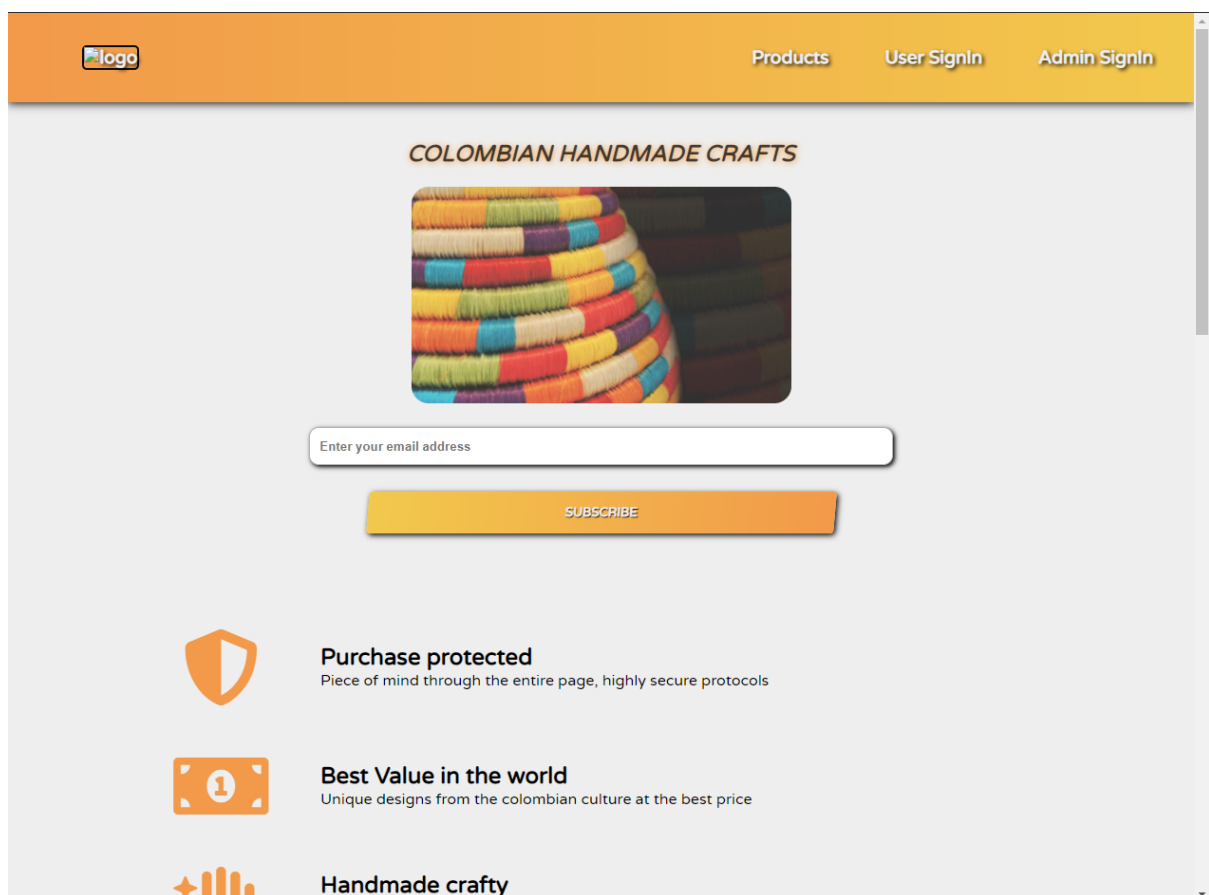 logo
Products
User SignIn
Admin SignIn
COLOMBIAN HANDMADE CRAFTS
Enter your email address
SUBSCRIBE
Purchase protected
Piece of mind through the entire page, highly secure protocols
1
Best Value in the world
Unique designs from the colombian culture at the best price
Handmade crafty